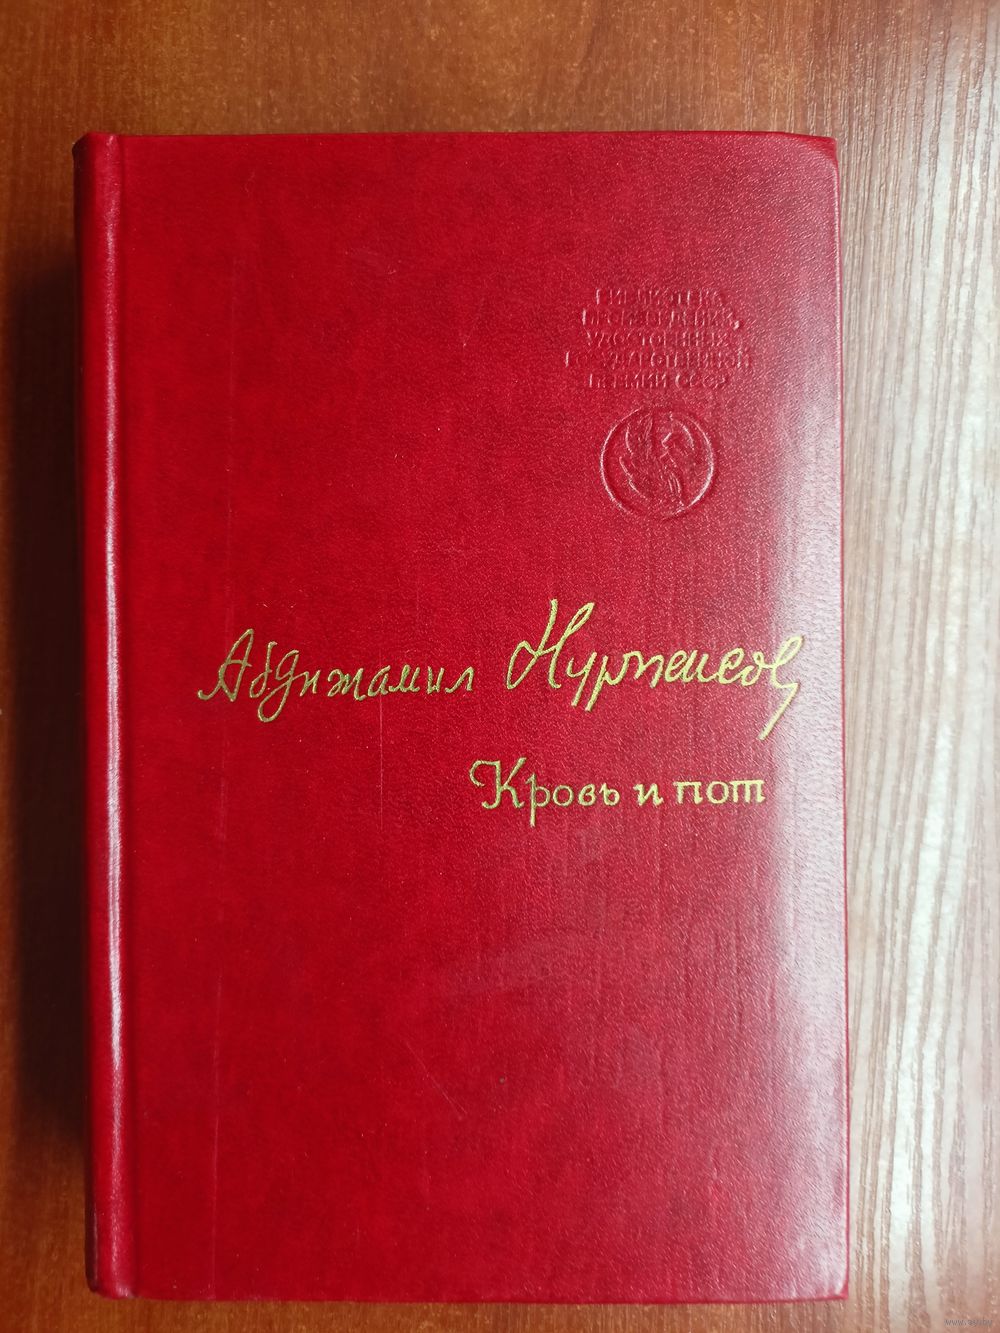 БИБЛИОТЕКА
ПРОИЗВЕДЕНИЙ,
УДОСТОЕННЫХ
ГОСУДАРСТВЕННОЙ
ПРЕМИИ СССР
Абдижамил Нурпеисов
Кровь и пот